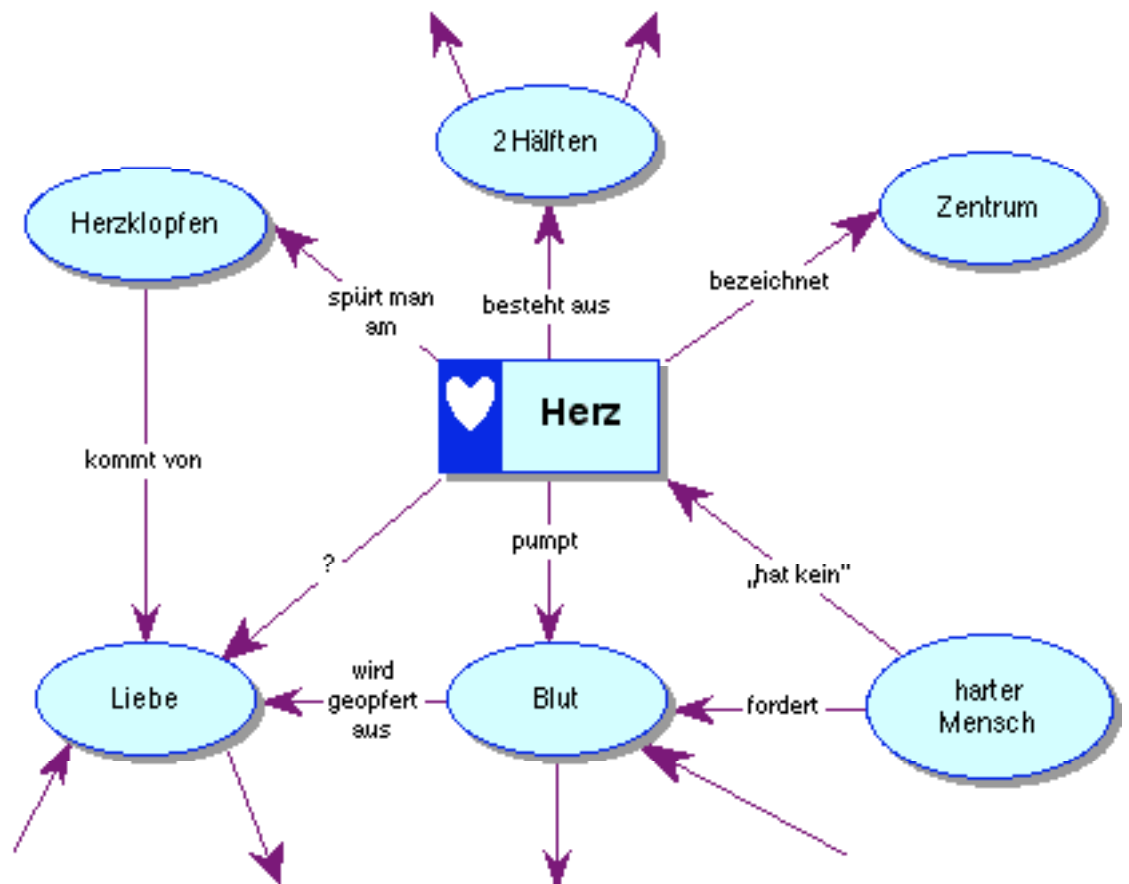 2 Hälften
Herzklopfen
Zentrum
bezeichnet
spürt man
am
besteht aus
Herz
kommt von
pumpt
?
„hat kein"
Liebe
wird
geopfert
aus
Blut
fordert
harter
Mensch